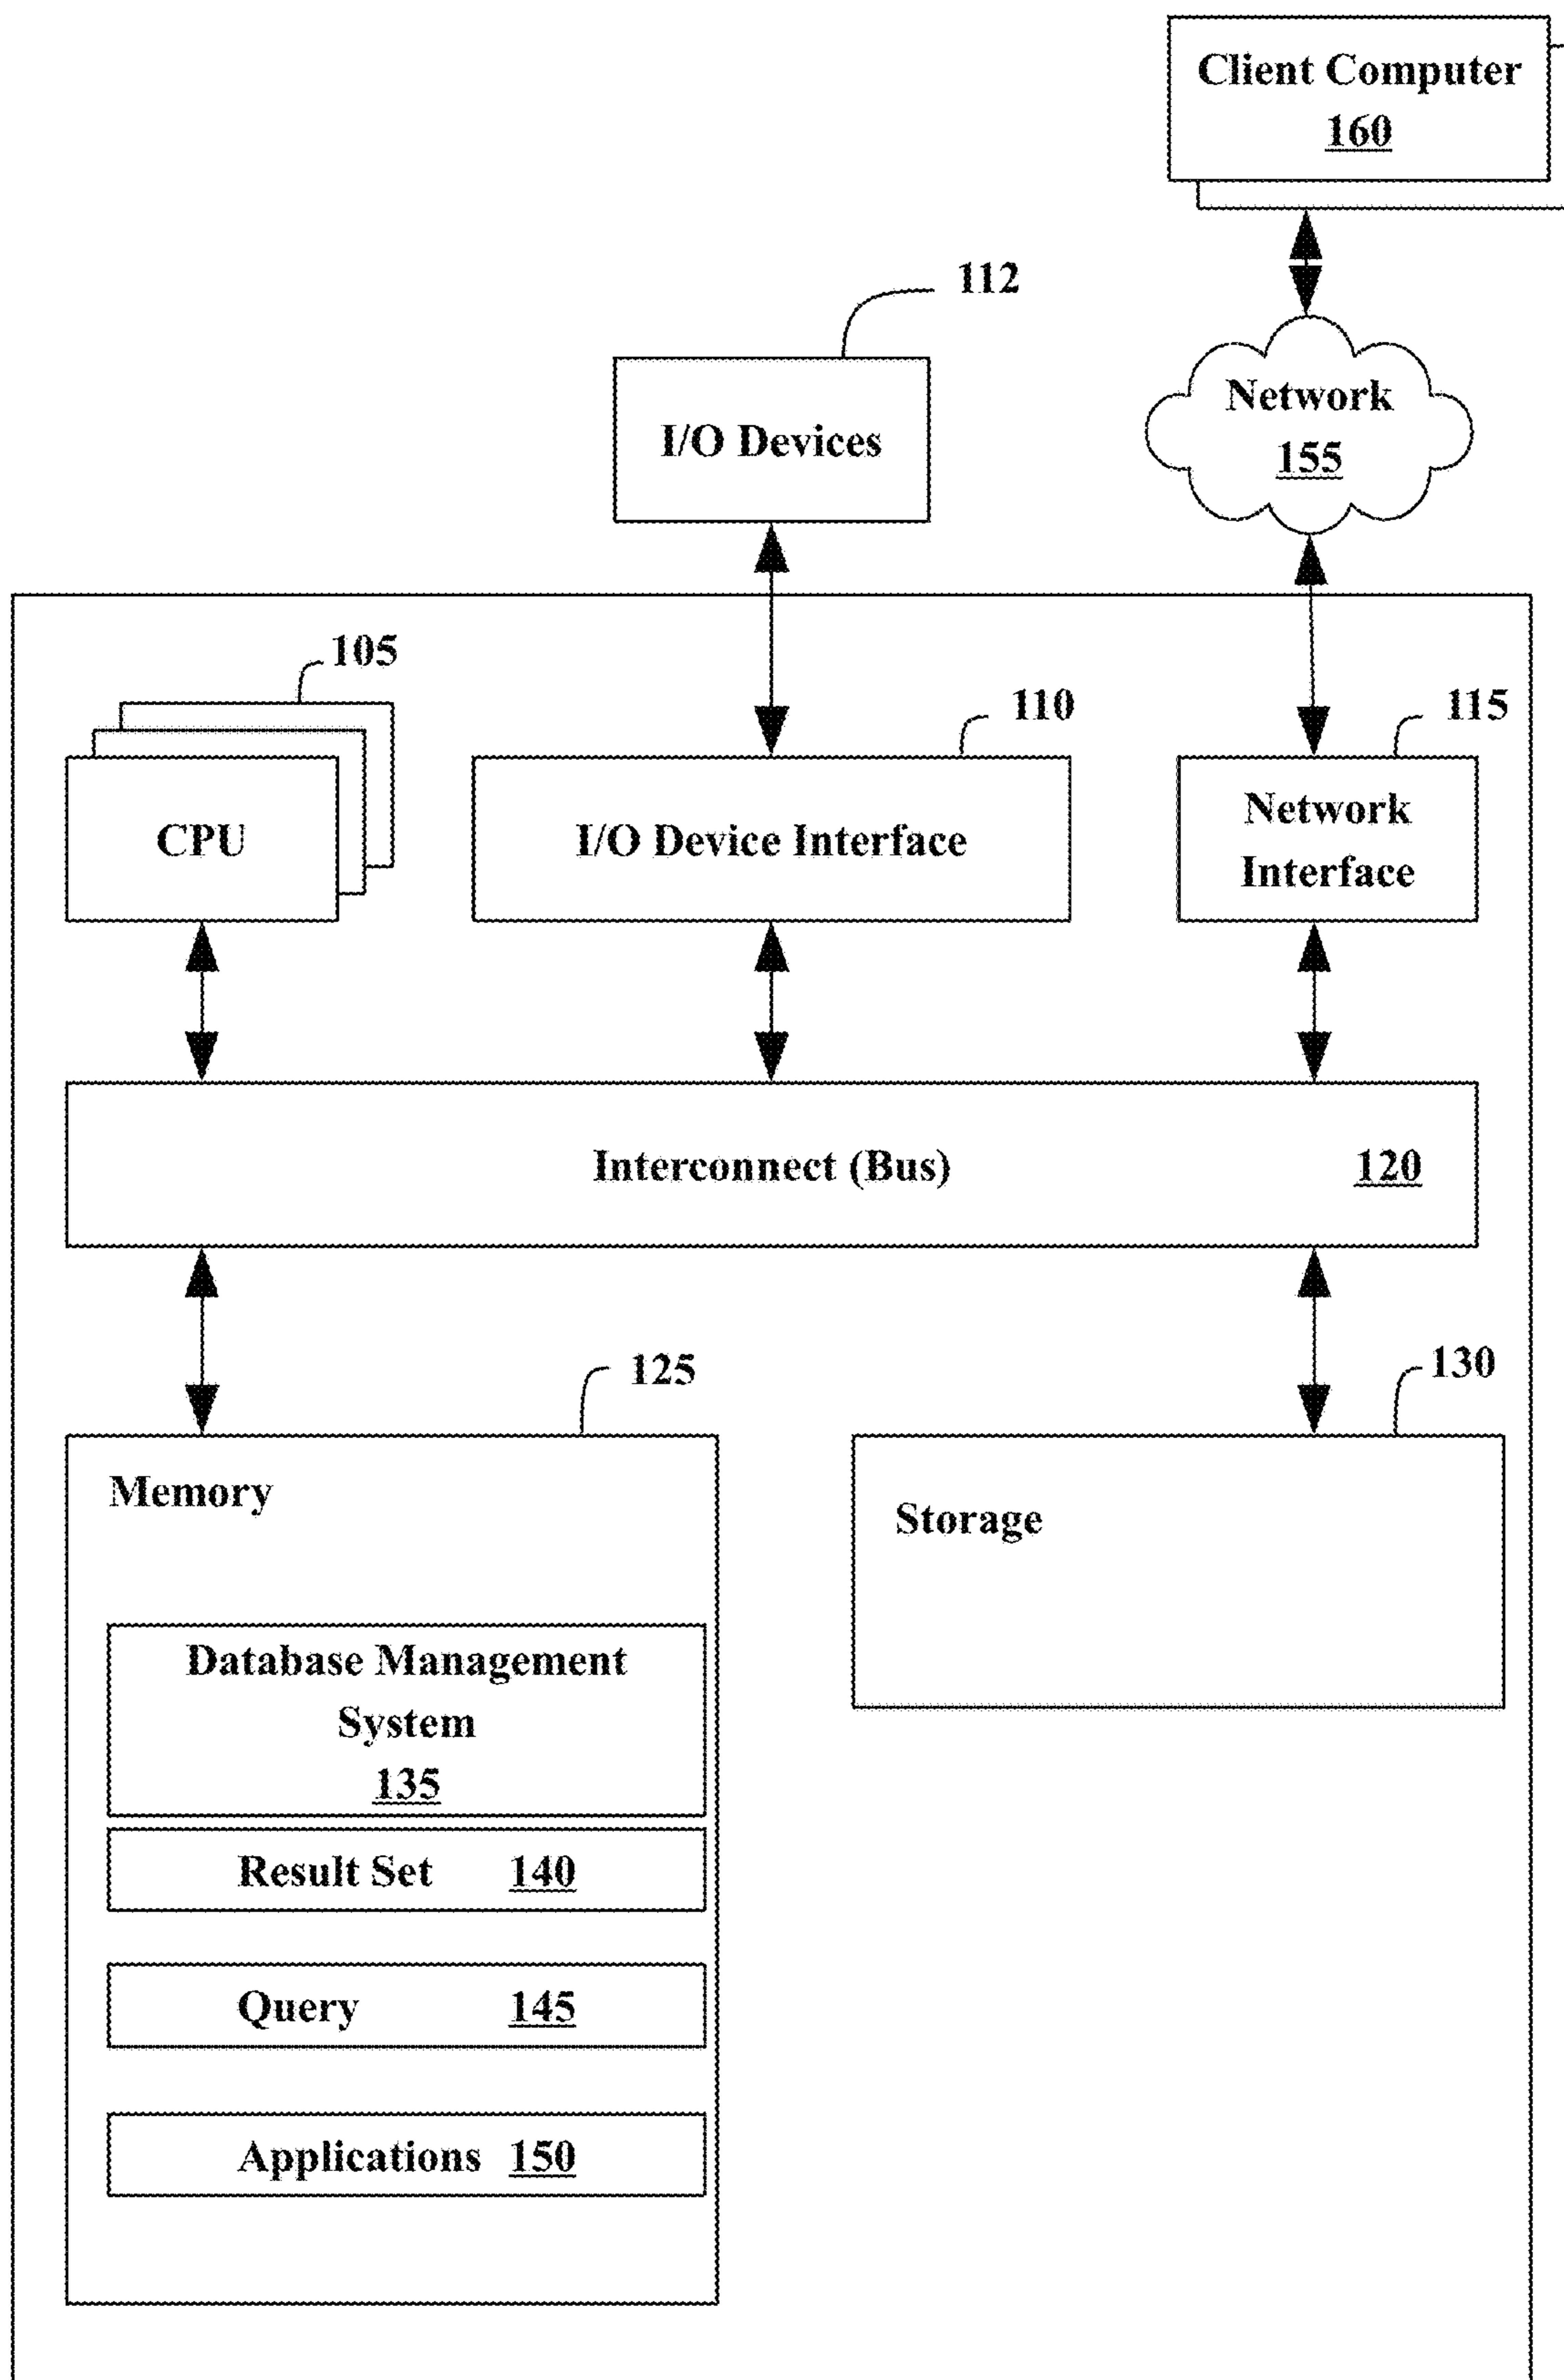 Client Computer
160
112
I/O Devices
Network
155
105
110
115
CPU
I/O Device Interface
Network
Interface
Interconnect (Bus)
120
125
130
Memory
Storage
Database Management
System
135
Result Set 140
Query 145
Applications 150